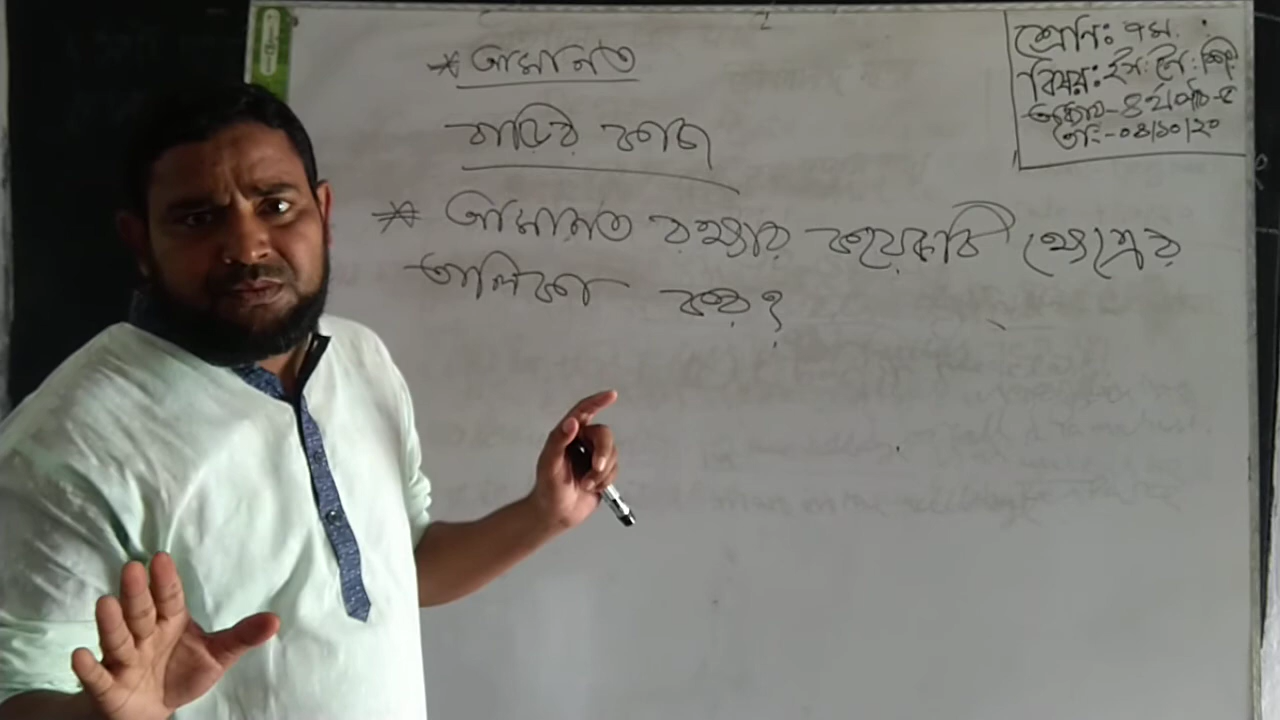 * আমানত
বাড়ির কাজ
* আমানত রক্ষার কয়েকটি ক্ষেত্রের
তালিকা কর?
শ্রেনিঃ ৭ম.
বিষয়ঃ ইস: নৈ: শি:
তাং-০৪/১০/২০